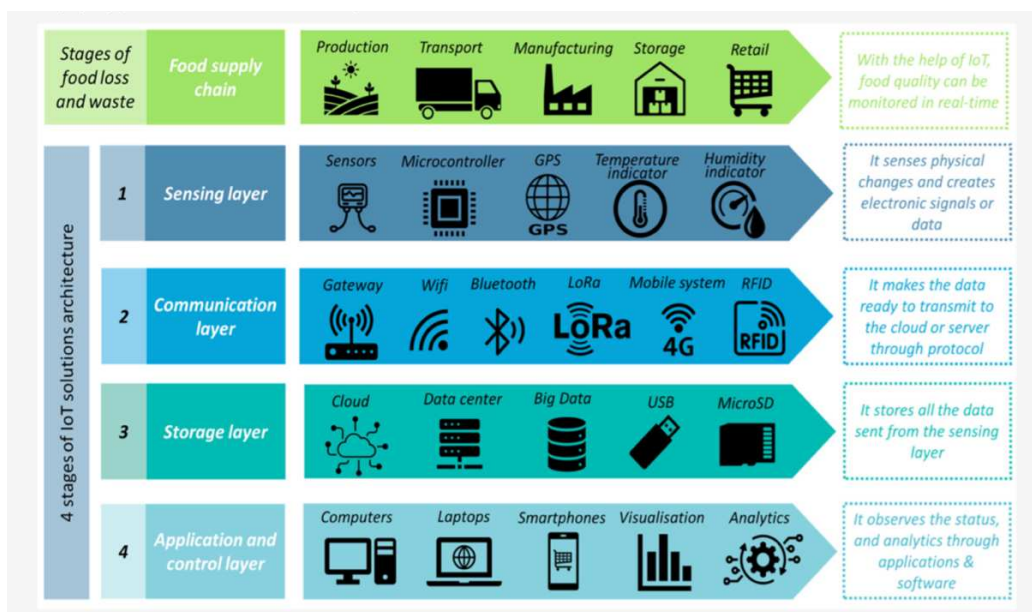 Stages of
food loss
and waste
Food supply
chain
Production
Transport
Manufacturing
Storage
Retail
With the help of IoT,
food quality can be
monitored in real-time
4 stages of IoT solutions architecture
1
Sensing layer
Sensors
Microcontroller
GPS
GPS
Temperature
indicator
Humidity
indicator
It senses physical
changes and creates
electronic signals or
data
2
Communication
layer
Gateway
Wifi
Bluetooth
LoRa
LoRa
Mobile system
4G
RFID
RFID
It makes the data
ready to transmit to
the cloud or server
through protocol
3
Storage layer
Cloud
Data center
Big Data
USB
MicroSD
It stores all the data
sent from the sensing
layer
4
Application and
control layer
Computers
Laptops
Smartphones
Visualisation
Analytics
It observes the status,
and analytics through
applications &
software